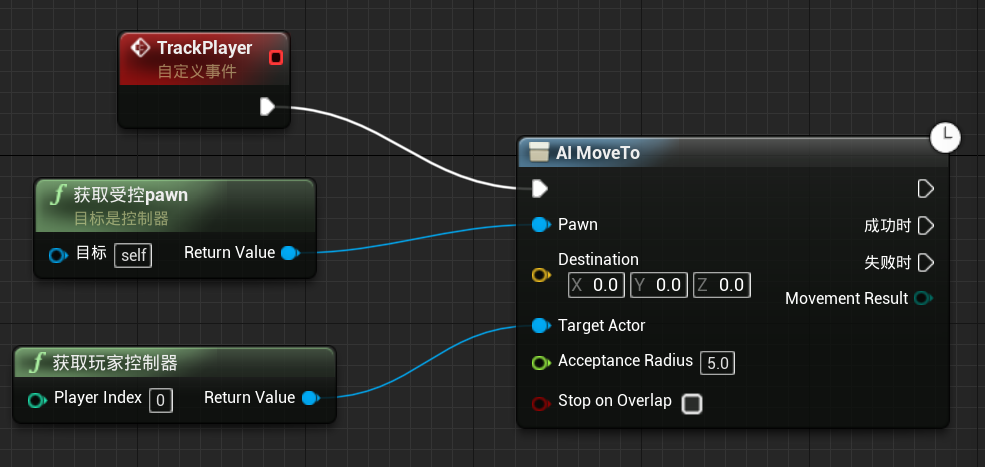 TrackPlayer
自定义事件
获取受控pawn
目标是控制器
目标 self Return Value
获取玩家控制器
Player Index 0 Return Value
AI MoveTo
Pawn 成功时
Destination 失败时
X 0.0 Y 0.0 Z 0.0
Movement Result
Target Actor
Acceptance Radius 5.0
Stop on Overlap